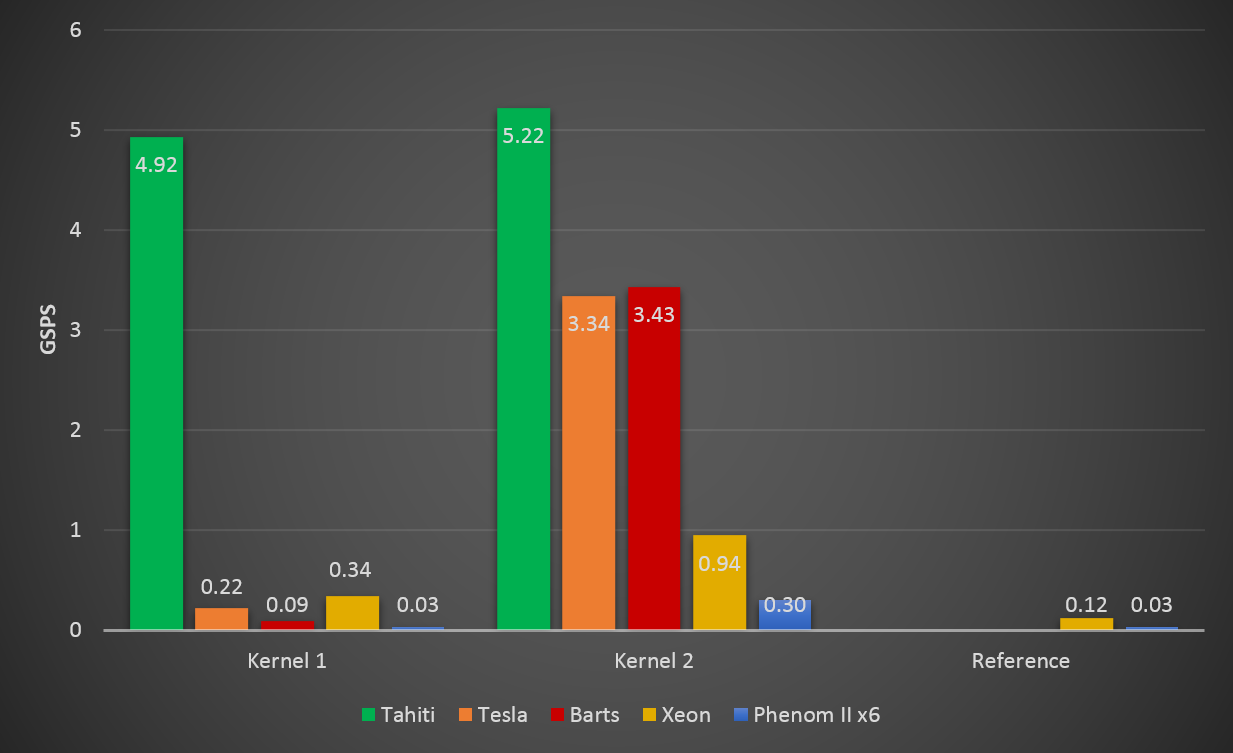 6
5
4
3
2
1
0
GSPS
4.92
0.22
0.09
0.34
0.03
5.22
3.34
3.43
0.94
0.30
0.12
0.03
Kernel 1
Kernel 2
Reference
Tahiti
Tesla
Barts
Xeon
Phenom II x6